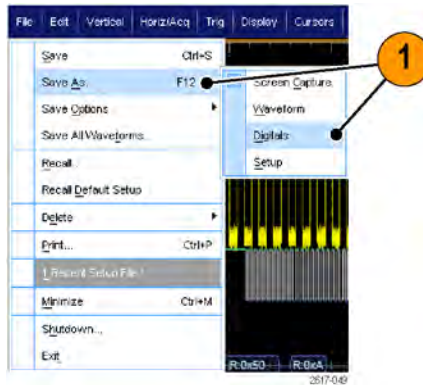 File Edit Vertical Horiz/Acq Trig Display Cursors
Save Ctrl+S
Save As. F12
Save Options
Save All Waveforms...
Recall.
Recall Default Setup
Delete
Print... Ctrl+P
1 Recent Setup File 1
Minimize Ctrl+M
Shutdown...
Exit
Screen Capture.
Waveform
Digitals
Setup
1
R:0x50 R:0xA
2617-049